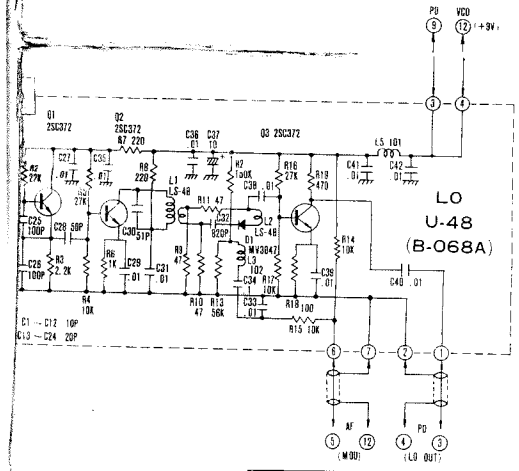 PD
VCO
9
12
(+9V)
3
4
Q1
2SC372
Q2
2SC372
R7 220
C36
.01
C37
10
Q3 2SC372
L5 101
R2
27K
C27
.01
C35
.01
R8
220
L1
LS-48
R11 47
C38 .01
R16
27K
R19
470
C41
.01
C42
.01
LO
U-48
(B-068A)
27K
C25
100P
C28 50P
C30
51P
C32
820P
L2
LS-48
D1
MV3847
R14
10K
C26
100P
R3
2.2K
R6
1K
C29
.01
C31
.01
R9
47
L3
102
C34
R17
10K
C39
.01
C40 .01
R4
10K
R10
47
R13
56K
C33
.01
R18
100
R15 10K
C1 ~ C12 10P
C13 ~ C24 20P
6
7
2
1
AF
PD
5
12
4
3
(MOD)
(LO OUT)